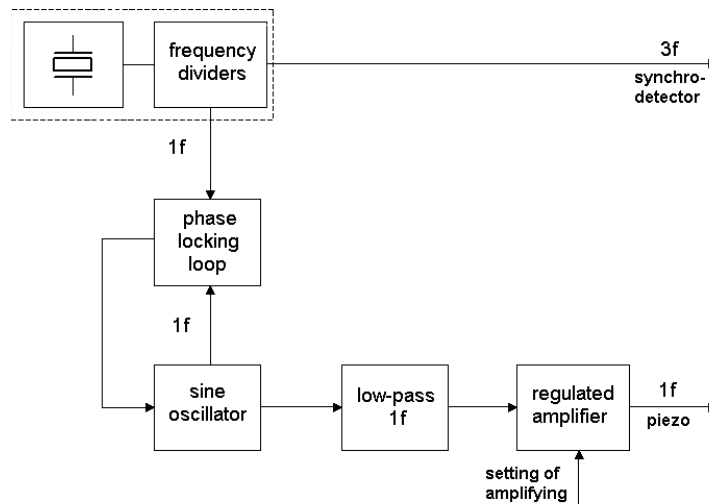 frequency
dividers
3f
synchro-
detector
1f
phase
locking
loop
1f
sine
oscillator
low-pass
1f
regulated
amplifier
1f
piezo
setting of
amplifying